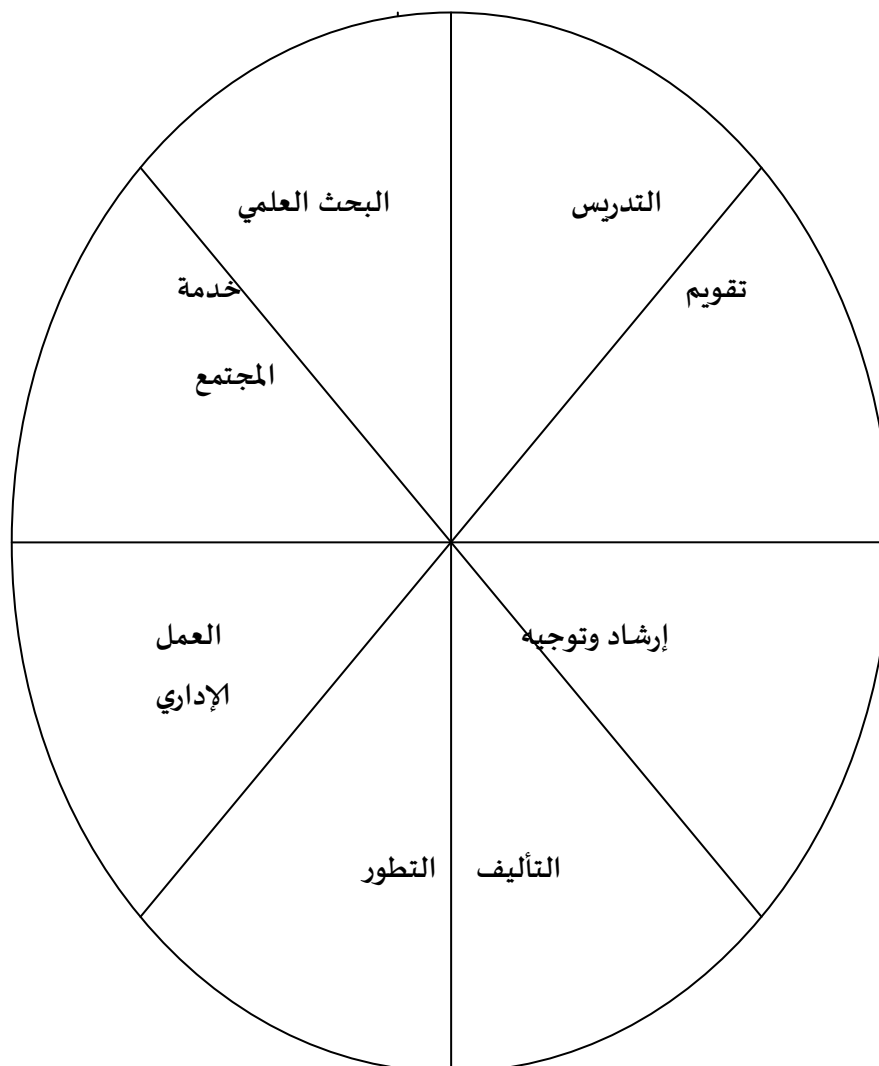 التدريس
البحث العلمي
تقويم
خدمة
المجتمع
إرشاد وتوجيه
العمل
الإداري
التأليف
التطور